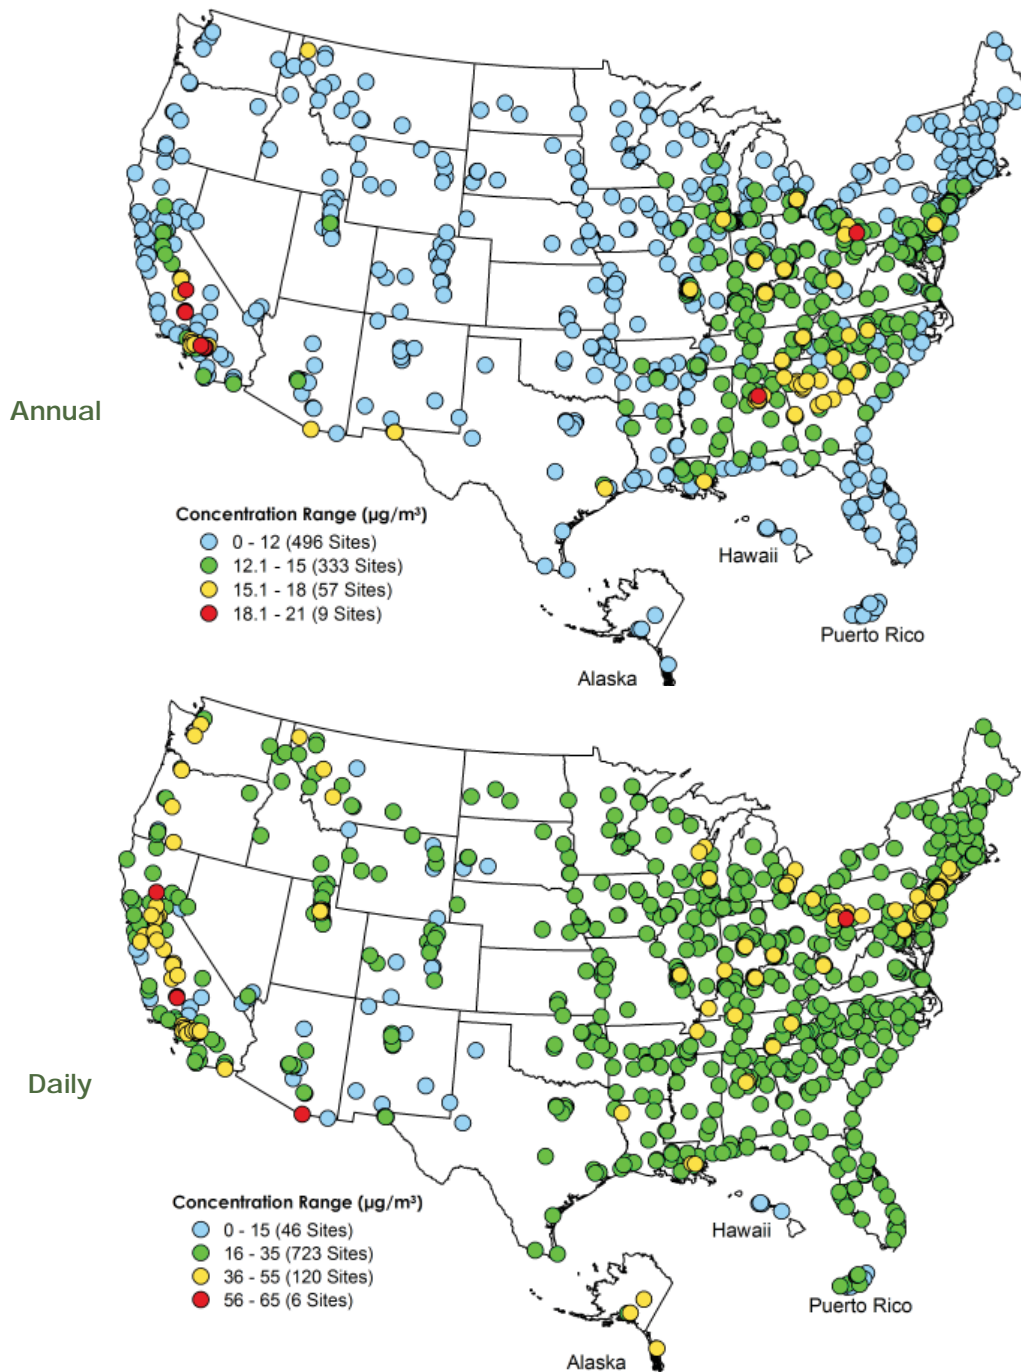 Annual
Concentration Range (µg/m³)
0 - 12 (496 Sites)
12.1 - 15 (333 Sites)
15.1 - 18 (57 Sites)
18.1 - 21 (9 Sites)
Hawaii
Puerto Rico
Alaska
Daily
Concentration Range (µg/m³)
0 - 15 (46 Sites)
16 - 35 (723 Sites)
36 - 55 (120 Sites)
56 - 65 (6 Sites)
Hawaii
Puerto Rico
Alaska